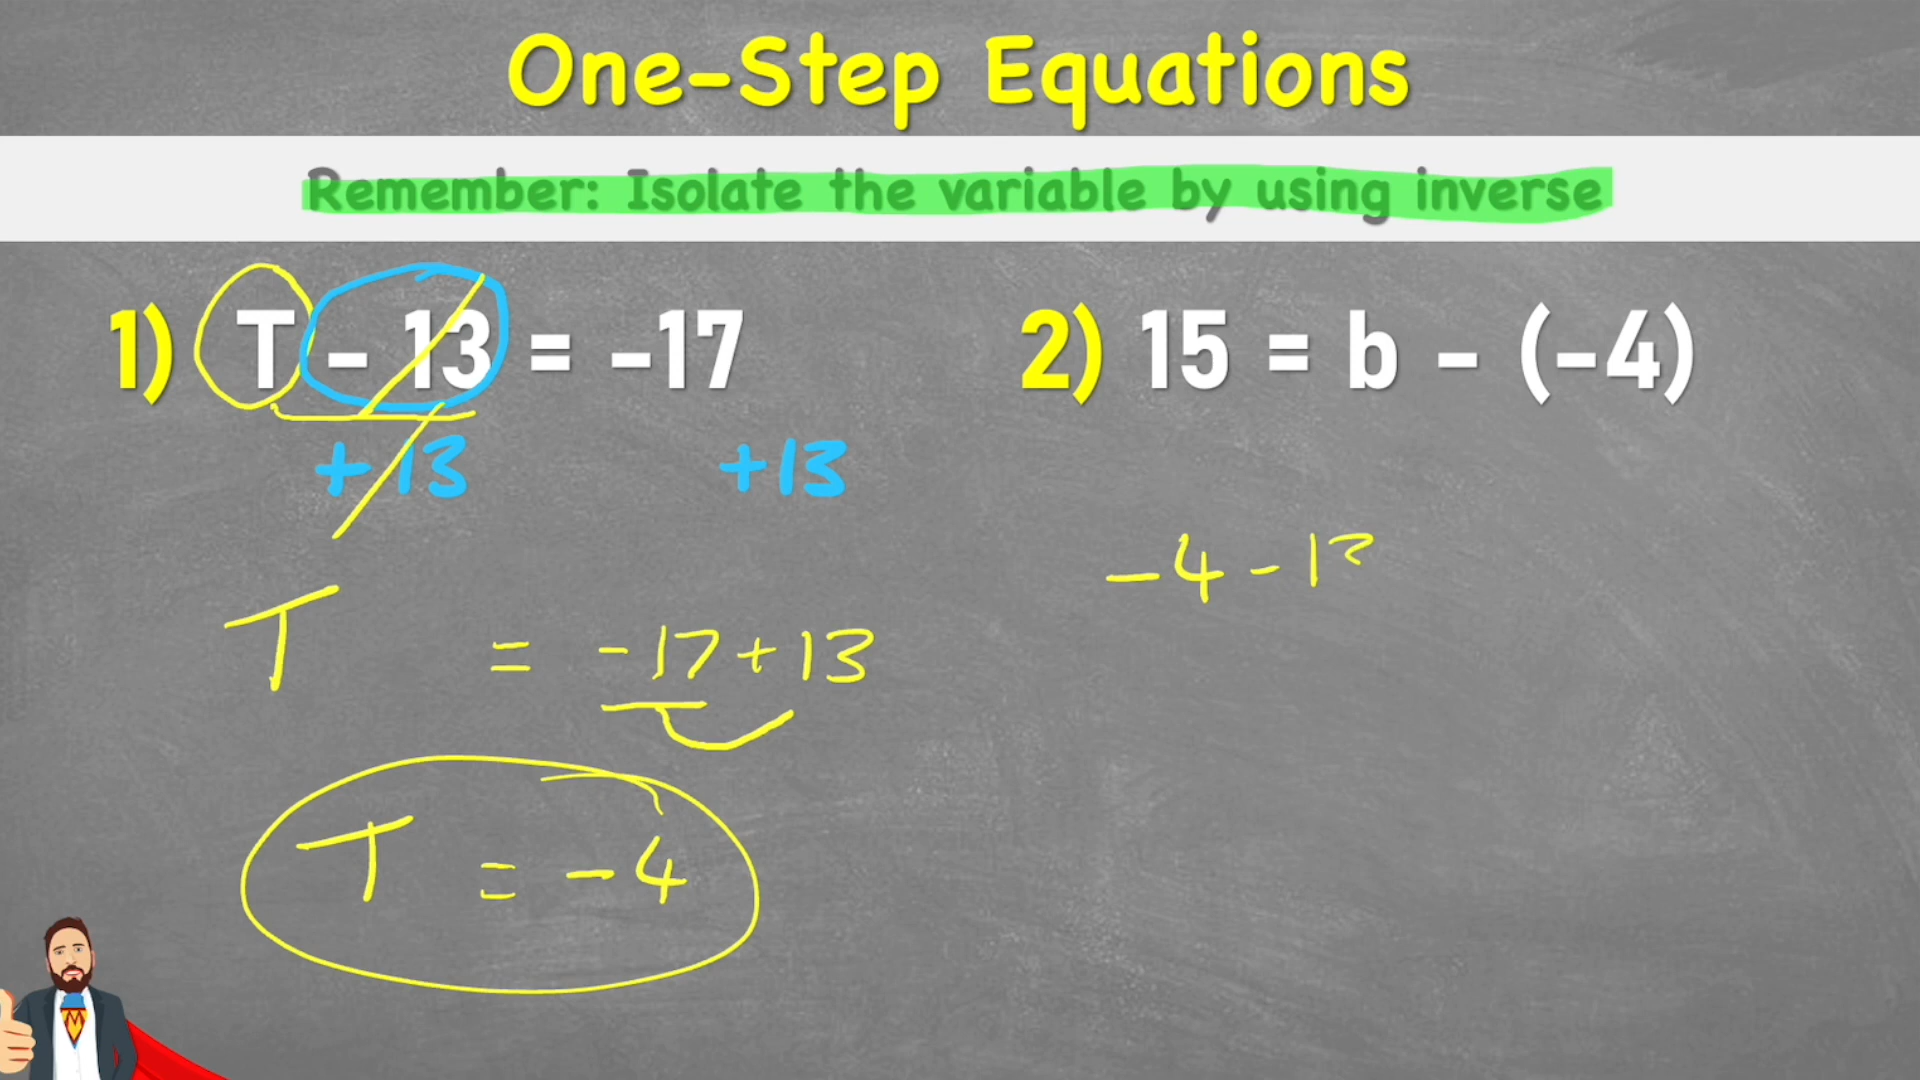 One-Step Equations
Remember: Isolate the variable by using inverse
1) T - 13 = -17
+13 +13
T = -17+13
T = -4
2) 15 = b - (-4)
-4-13
M